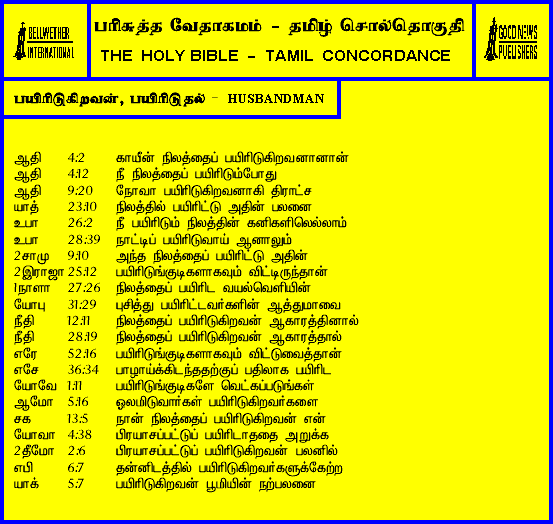 BELLWETHER
INTERNATIONAL
பரிசுத்த வேதாகமம் - தமிழ் சொல்தொகுதி
THE HOLY BIBLE - TAMIL CONCORDANCE
GOOD NEWS
PUBLISHERS
பயிரிடுகிறவன், பயிரிடுதல் - HUSBANDMAN
ஆதி 4:2 காயீன் நிலத்தைப் பயிரிடுகிறவனானான்
ஆதி 4:12 நீ நிலத்தைப் பயிரிடும்போது
ஆதி 9:20 நோவா பயிரிடுகிறவனாகி திராட்ச
யாத் 23:10 நிலத்தில் பயிரிட்டு அதின் பலனை
உபா 26:2 நீ பயிரிடும் நிலத்தின் கனிகளிலெல்லாம்
உபா 28:39 நாட்டிப் பயிரிடுவாய் ஆனாலும்
2சாமு 9:10 அந்த நிலத்தைப் பயிரிட்டு அதின்
2இராஜா 25:12 பயிரிடுங்குடிகளாகவும் விட்டிருந்தான்
1நாளா 27:26 நிலத்தைப் பயிரிட வயல்வெளியின்
யோபு 31:29 புசித்து பயிரிட்டவர்களின் ஆத்துமாவை
நீதி 12:11 நிலத்தைப் பயிரிடுகிறவன் ஆகாரத்தினால்
நீதி 28:19 நிலத்தைப் பயிரிடுகிறவன் ஆகாரத்தால்
எரே 52:16 பயிரிடுங்குடிகளாகவும் விட்டுவைத்தான்
எசே 36:34 பாழாய்க்கிடந்ததற்குப் பதிலாக பயிரிட
யோவே 1:11 பயிரிடுங்குடிகளே வெட்கப்படுங்கள்
ஆமோ 5:16 ஓலமிடுவார்கள் பயிரிடுகிறவர்களை
சக 13:5 நான் நிலத்தைப் பயிரிடுகிறவன் என்
யோவா 4:38 பிரயாசப்பட்டுப் பயிரிடாததை அறுக்க
2தீமோ 2:6 பிரயாசப்பட்டுப் பயிரிடுகிறவன் பலனில்
எபி 6:7 தன்னிடத்தில் பயிரிடுகிறவர்களுக்கேற்ற
யாக் 5:7 பயிரிடுகிறவன் பூமியின் நற்பலனை